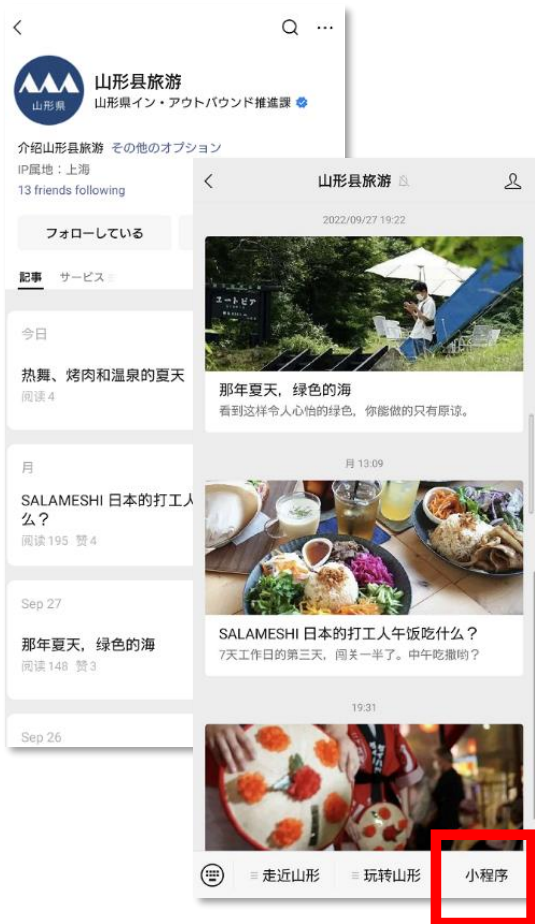 山形県
山形县旅游
山形県イン・アウトバウンド推進課
介绍山形县旅游 その他のオプション
IP属地：上海
13 friends following
フォローしている
記事 サービス
今日
热舞、烤肉和温泉的夏天
阅读 4
月
SALAMESHI 日本的打工人
么？
阅读 195 赞 4
Sep 27
那年夏天，绿色的海
阅读 148 赞 3
Sep 26
山形县旅游
2022/09/27 19:22
ユートピア
那年夏天，绿色的海
看到这样令人心怡的绿色，你能做的只有原谅。
月 13:09
SALAMESHI 日本的打工人午饭吃什么？
7天工作日的第三天，闯关一半了。中午吃撒哟？
19:31
走近山形
玩转山形
小程序